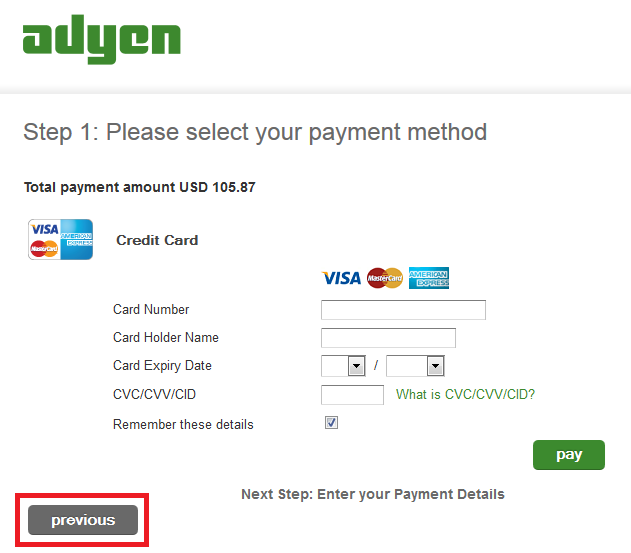 adyen
Step 1: Please select your payment method
Total payment amount USD 105.87
VISA
AMERICAN EXPRESS
MasterCard
Credit Card
VISA MasterCard AMERICAN EXPRESS
Card Number
Card Holder Name
Card Expiry Date /
CVC/CVV/CID What is CVC/CVV/CID?
Remember these details
pay
Next Step: Enter your Payment Details
previous